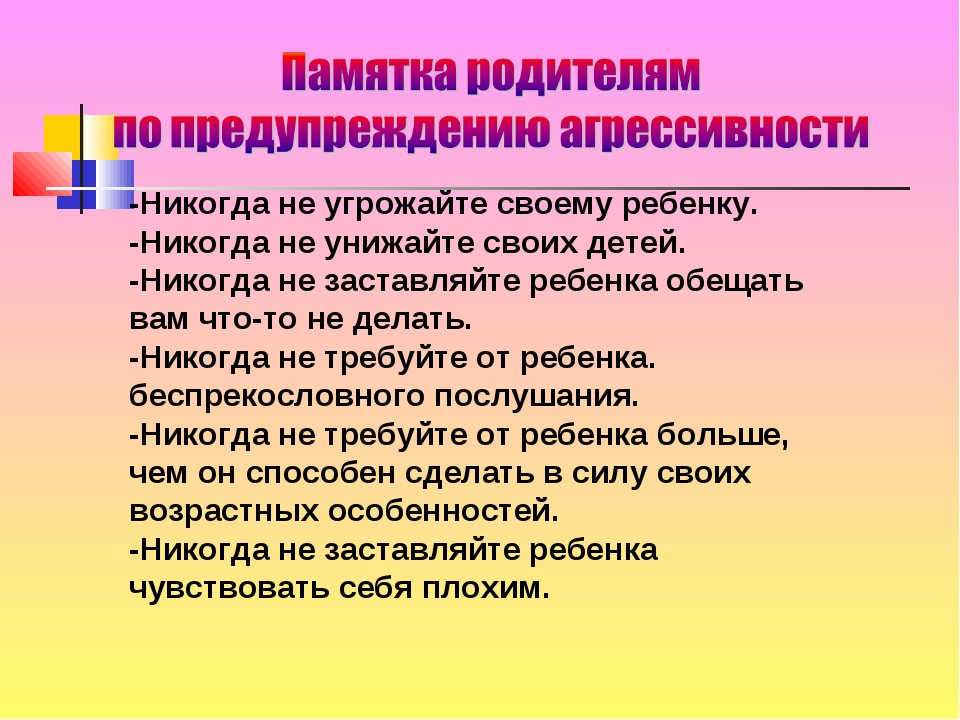 Памятка родителям
по предупреждению агрессивности
-Никогда не угрожайте своему ребенку.
-Никогда не унижайте своих детей.
-Никогда не заставляйте ребенка обещать
вам что-то не делать.
-Никогда не требуйте от ребенка.
беспрекословного послушания.
-Никогда не требуйте от ребенка больше,
чем он способен сделать в силу своих
возрастных особенностей.
-Никогда не заставляйте ребенка
чувствовать себя плохим.